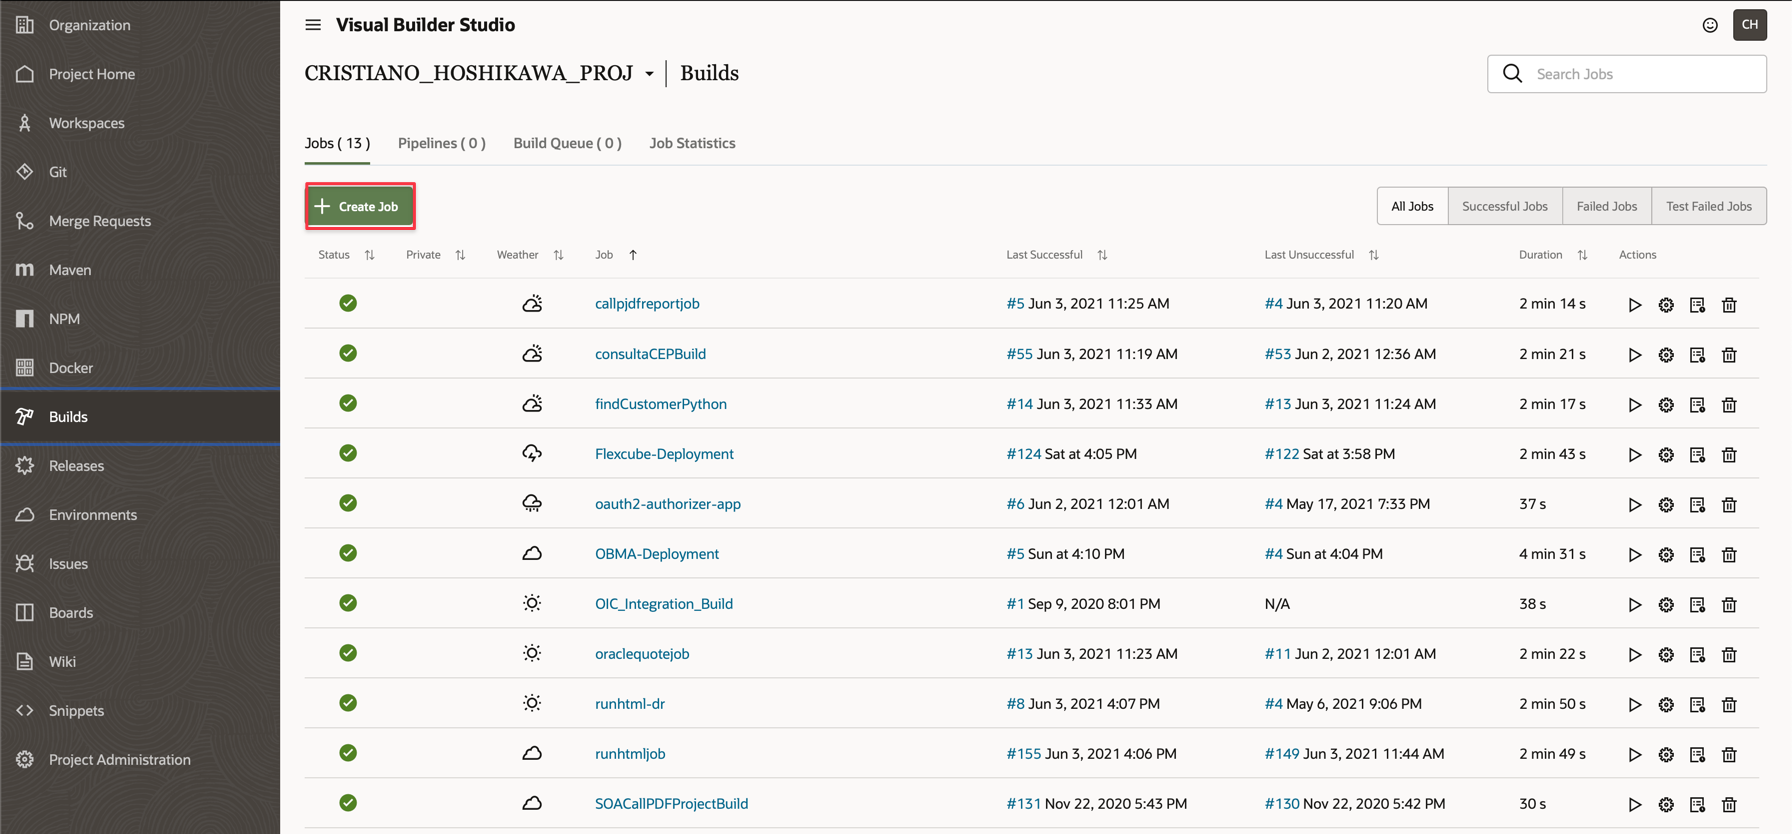 Organization
Project Home
Workspaces
Git
Merge Requests
Maven
NPM
Docker
Builds
Releases
Environments
Issues
Boards
Wiki
Snippets
Project Administration
Visual Builder Studio
CH
CRISTIANO_HOSHIKAWA_PROJ Builds
Search Jobs
Jobs ( 13 ) Pipelines ( 0 ) Build Queue ( 0 ) Job Statistics
Create Job
All Jobs Successful Jobs Failed Jobs Test Failed Jobs
Status Private Weather Job Last Successful Last Unsuccessful Duration Actions
callpjdfreportjob #5 Jun 3, 2021 11:25 AM #4 Jun 3, 2021 11:20 AM 2 min 14 s
consultaCEPBuild #55 Jun 3, 2021 11:19 AM #53 Jun 2, 2021 12:36 AM 2 min 21 s
findCustomerPython #14 Jun 3, 2021 11:33 AM #13 Jun 3, 2021 11:24 AM 2 min 17 s
Flexcube-Deployment #124 Sat at 4:05 PM #122 Sat at 3:58 PM 2 min 43 s
oauth2-authorizer-app #6 Jun 2, 2021 12:01 AM #4 May 17, 2021 7:33 PM 37 s
OBMA-Deployment #5 Sun at 4:10 PM #4 Sun at 4:04 PM 4 min 31 s
OIC_Integration_Build #1 Sep 9, 2020 8:01 PM N/A 38 s
oraclequotejob #13 Jun 3, 2021 11:23 AM #11 Jun 2, 2021 12:01 AM 2 min 22 s
runhtml-dr #8 Jun 3, 2021 4:07 PM #4 May 6, 2021 9:06 PM 2 min 50 s
runhtmljob #155 Jun 3, 2021 4:06 PM #149 Jun 3, 2021 11:44 AM 2 min 49 s
SOACallPDFProjectBuild #131 Nov 22, 2020 5:43 PM #130 Nov 22, 2020 5:42 PM 30 s